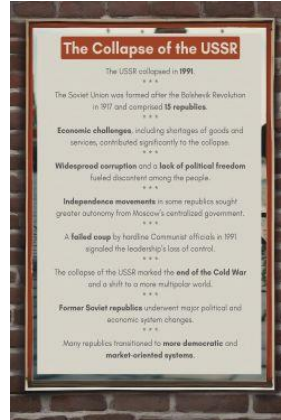 The Collapse of the USSR
The USSR collapsed in 1991.
* * *
The Soviet Union was formed after the Bolshevik Revolution
in 1917 and comprised 15 republics.
* * *
Economic challenges, including shortages of goods and
services, contributed significantly to the collapse.
* * *
Widespread corruption and a lack of political freedom
fueled discontent among the people.
* * *
Independence movements in some republics sought
greater autonomy from Moscow's centralized government.
* * *
A failed coup by hardline Communist officials in 1991
signaled the leadership's loss of control.
* * *
The collapse of the USSR marked the end of the Cold War
and a shift to a more multipolar world.
* * *
Former Soviet republics underwent major political and
economic system changes.
* * *
Many republics transitioned to more democratic and
market-oriented systems.